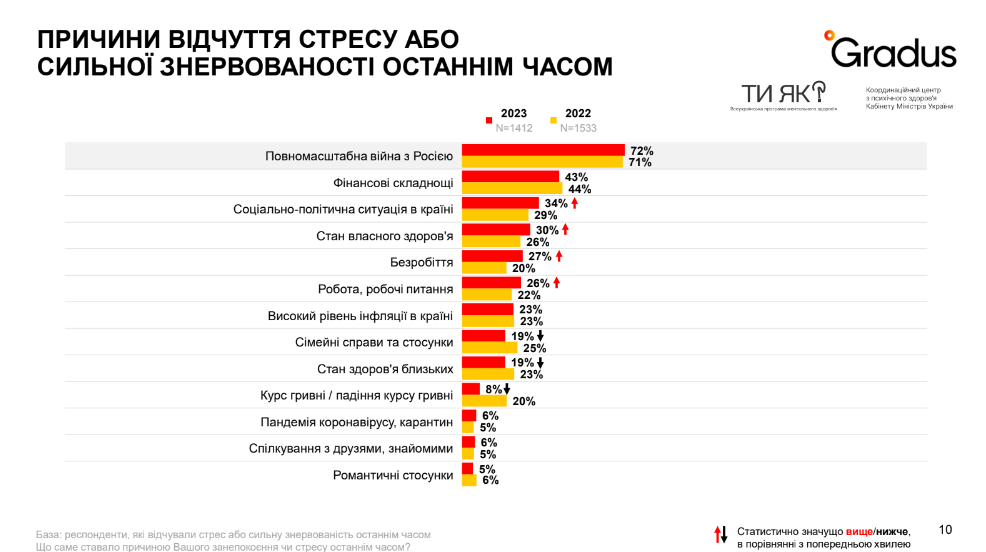 ПРИЧИНИ ВІДЧУТТЯ СТРЕСУ АБО
СИЛЬНОЇ ЗНЕРВОВАНОСТІ ОСТАННІМ ЧАСОМ
Gradus
ТИ ЯК?
Всеукраїнська програма ментального здоров'я
Координаційний центр
з психічного здоров'я
Кабінету Міністрів України
2023
N=1412
2022
N=1533
Повномасштабна війна з Росією
72%
71%
Фінансові складнощі
43%
44%
Соціально-політична ситуація в країні
34%
29%
Стан власного здоров'я
30%
26%
Безробіття
27%
20%
Робота, робочі питання
26%
22%
Високий рівень інфляції в країні
23%
23%
Сімейні справи та стосунки
19%
25%
Стан здоров'я близьких
19%
23%
Курс гривні / падіння курсу гривні
8%
20%
Пандемія коронавірусу, карантин
6%
5%
Спілкування з друзями, знайомими
6%
5%
Романтичні стосунки
5%
6%
База: респонденти, які відчували стрес або сильну знервованість останнім часом
Що саме ставало причиною Вашого занепокоєння чи стресу останнім часом?
Статистично значущо вище/нижче,
в порівнянні з попередньою хвилею
10